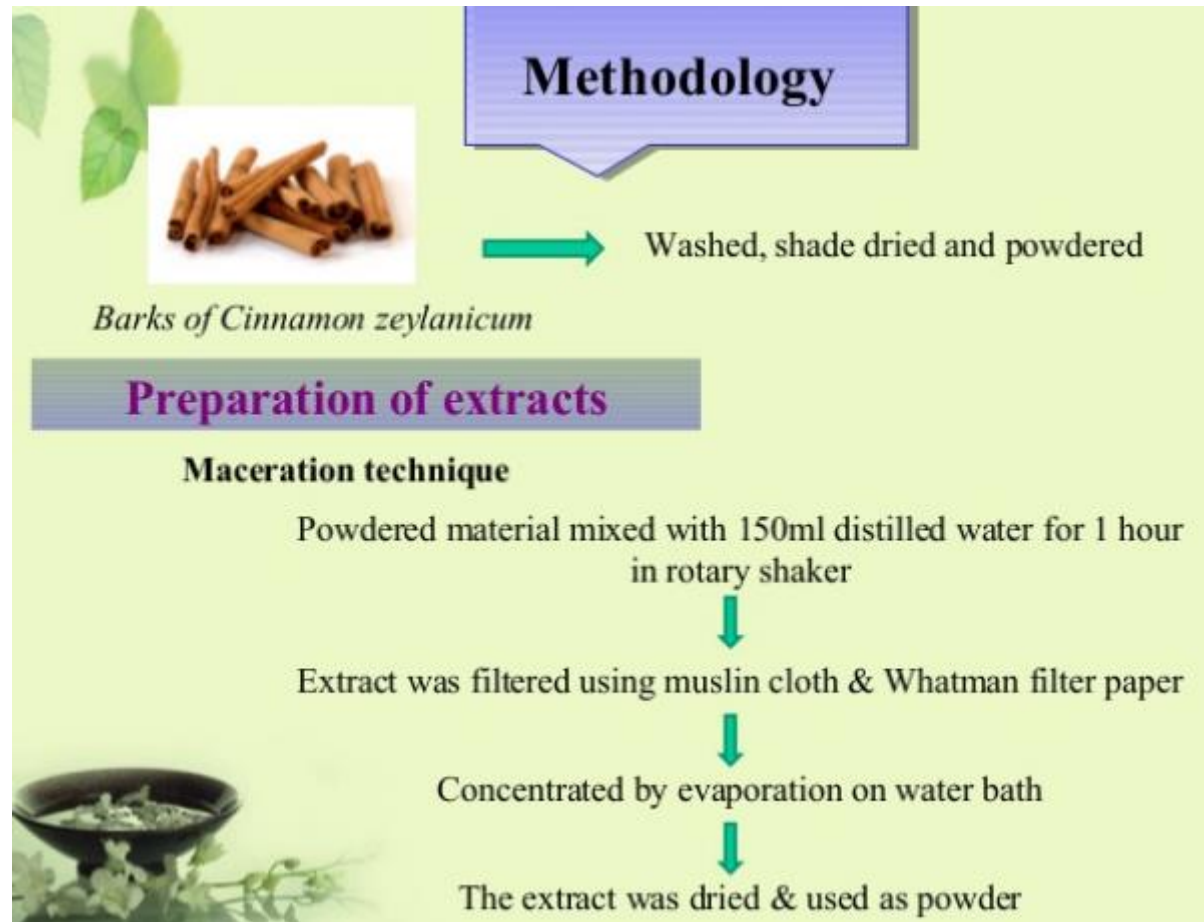 Methodology
Washed, shade dried and powdered
Barks of Cinnamon zeylanicum
Preparation of extracts
Maceration technique
Powdered material mixed with 150ml distilled water for 1 hour
in rotary shaker
Extract was filtered using muslin cloth & Whatman filter paper
Concentrated by evaporation on water bath
The extract was dried & used as powder